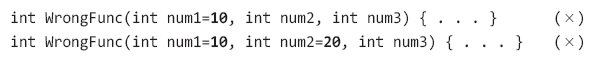 int WrongFunc(int num1=10, int num2, int num3) { . . . } (×)
int WrongFunc(int num1=10, int num2=20, int num3) { . . . } (×)